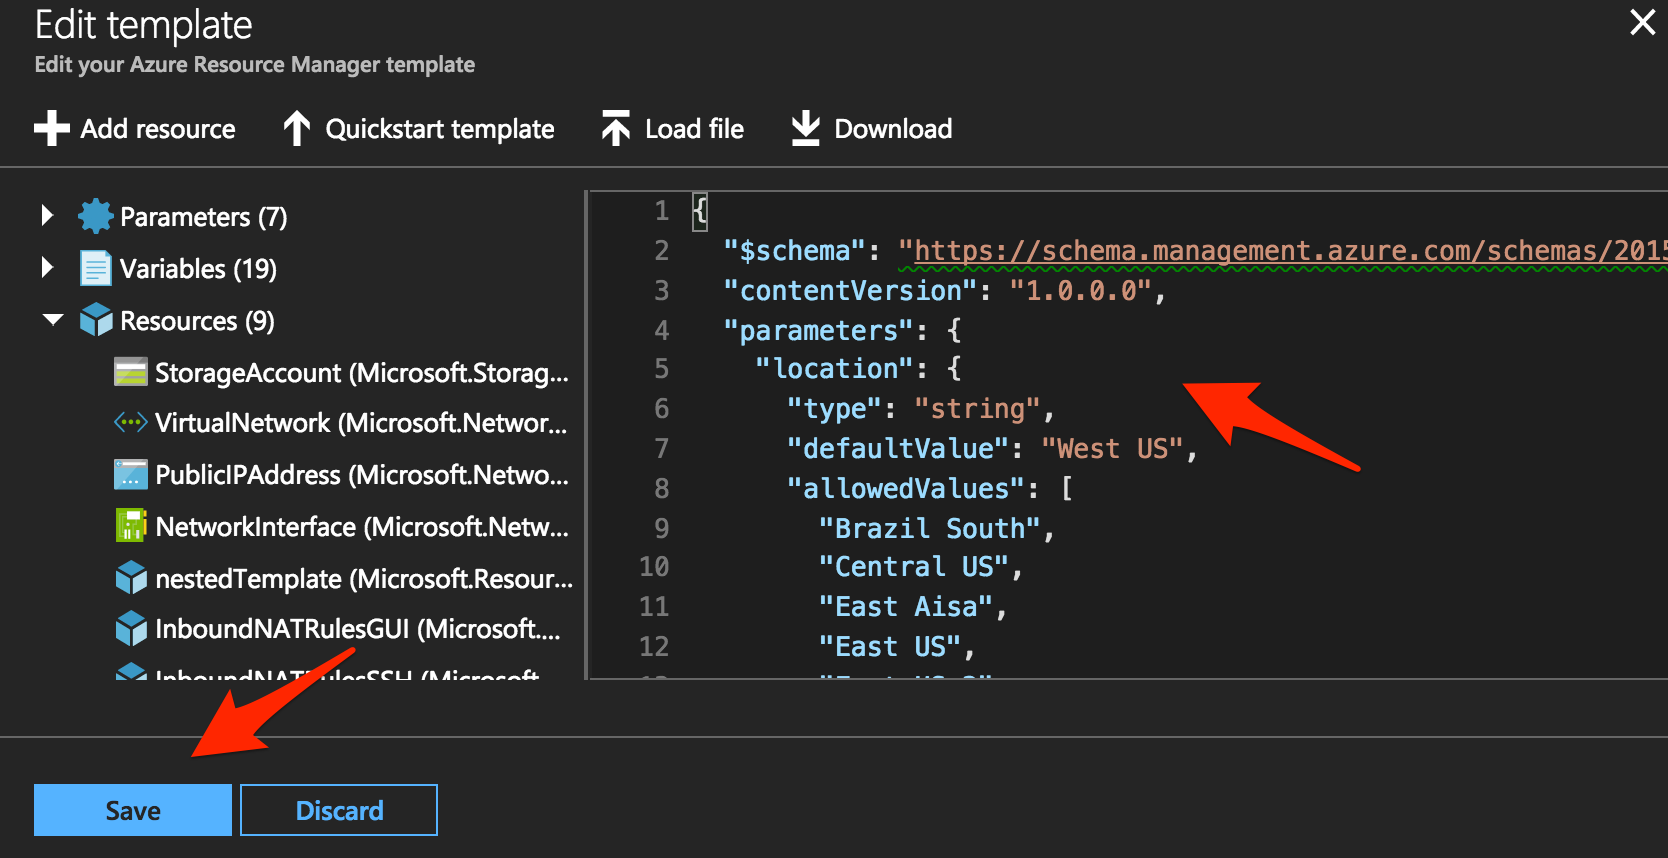 Edit template
Edit your Azure Resource Manager template
Add resource
Quickstart template
Load file
Download
Parameters (7)
Variables (19)
Resources (9)
StorageAccount (Microsoft.Storag...
VirtualNetwork (Microsoft.Networ...
PublicIPAddress (Microsoft.Netwo...
NetworkInterface (Microsoft.Netw...
nestedTemplate (Microsoft.Resour...
InboundNATRulesGUI (Microsoft....
InboundNATRulesSSH (Microsoft
1 {
2 "$schema": "https://schema.management.azure.com/schemas/2015
3 "contentVersion": "1.0.0.0",
4 "parameters": {
5 "location": {
6 "type": "string",
7 "defaultValue": "West US",
8 "allowedValues": [
9 "Brazil South",
10 "Central US",
11 "East Aisa",
12 "East US",
Save
Discard